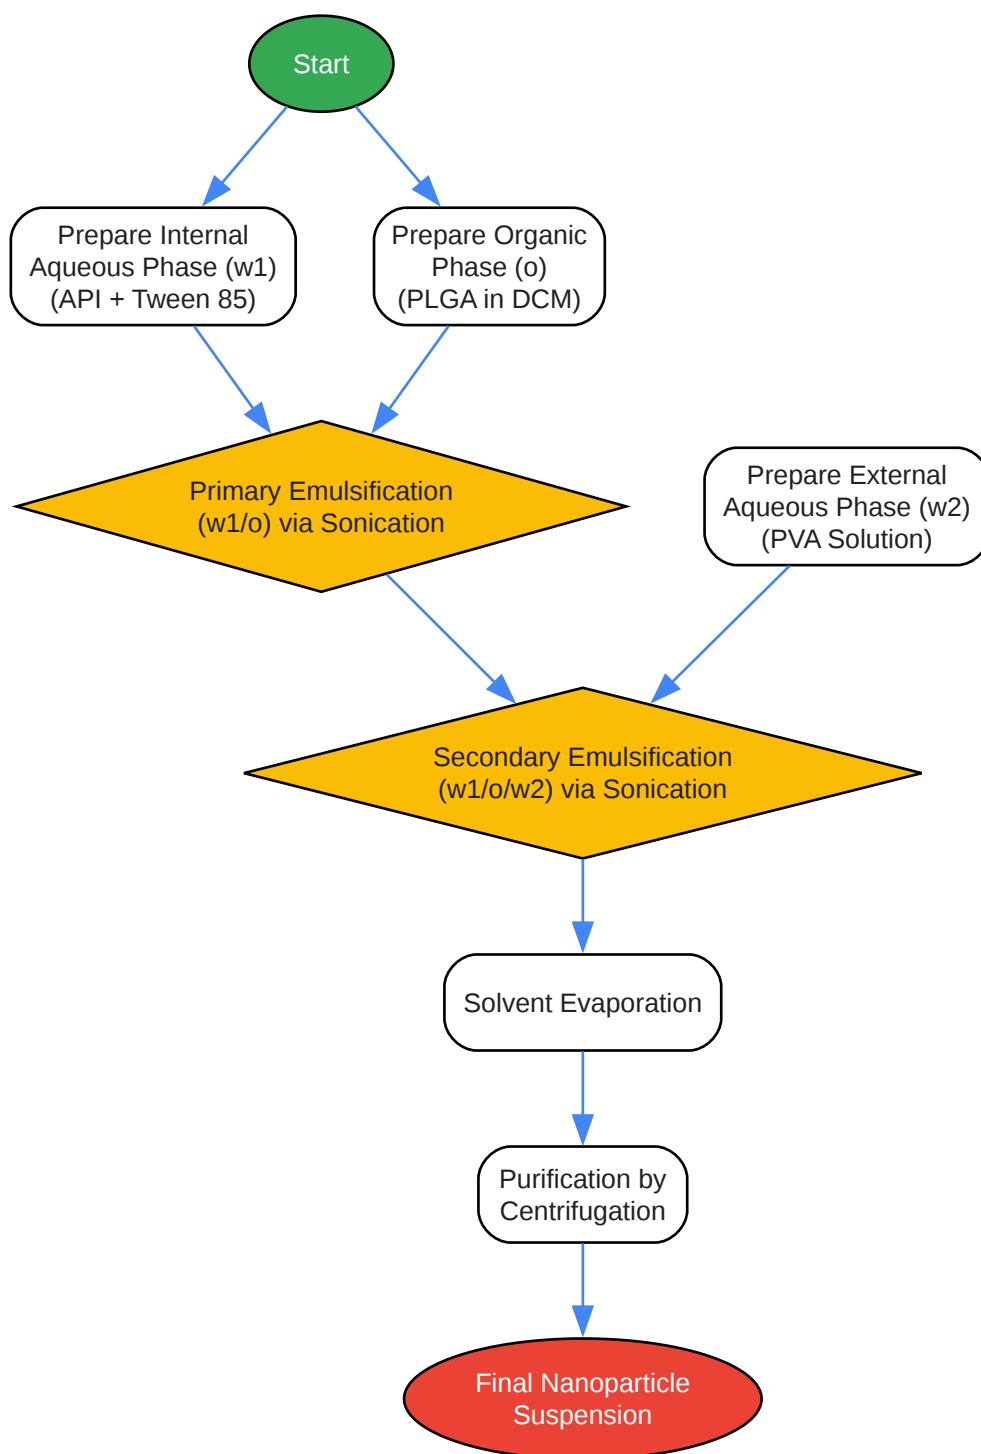 Start
Prepare Internal
Aqueous Phase (w1)
(API + Tween 85)
Prepare Organic
Phase (o)
(PLGA in DCM)
Primary Emulsification
(w1/o) via Sonication
Prepare External
Aqueous Phase (w2)
(PVA Solution)
Secondary Emulsification
(w1/o/w2) via Sonication
Solvent Evaporation
Purification by
Centrifugation
Final Nanoparticle
Suspension